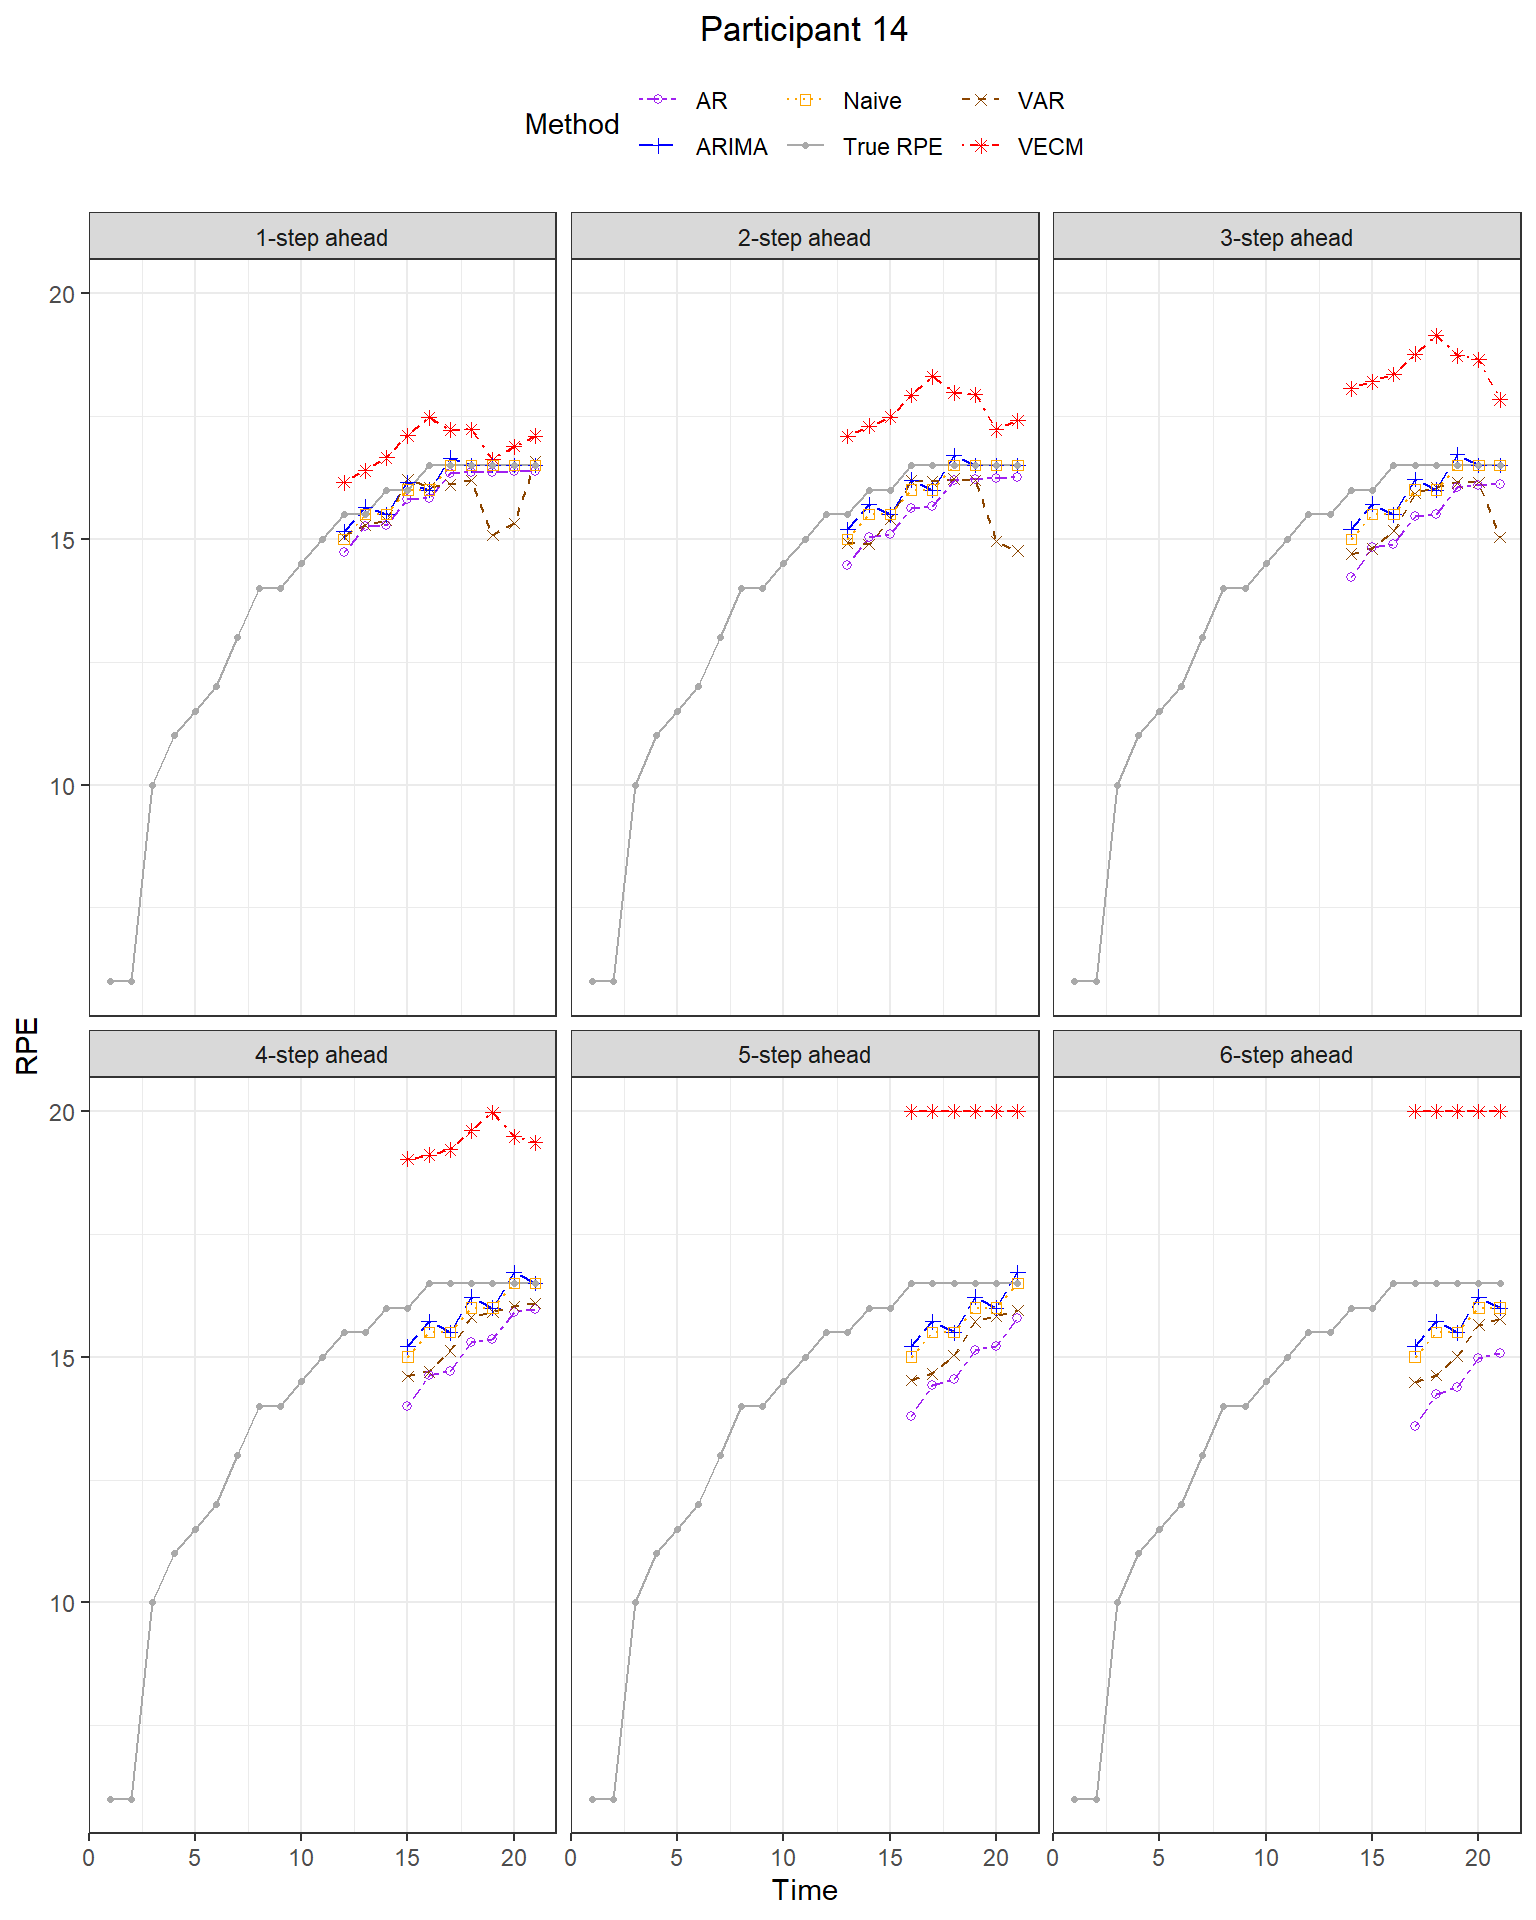 Participant 14
Method
AR
Naive
VAR
ARIMA
True RPE
VECM
1-step ahead
2-step ahead
3-step ahead
20
15
10
RPE
4-step ahead
5-step ahead
6-step ahead
20
15
10
0 5 10 15 20
0 5 10 15 20
0 5 10 15 20
Time